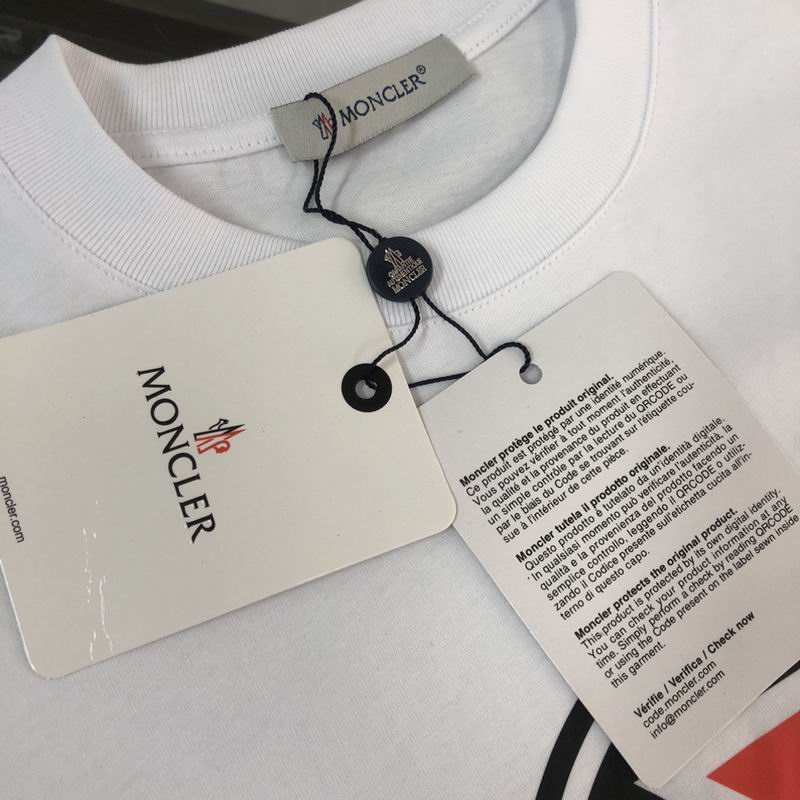 MONCLER®
GARANTIE
AUTHENTIQUE
MONCLER
MONCLER
moncler.com
Moncler protège le produit original.
Ce produit est protégé par une identité numérique.
Vous pouvez vérifier à tout moment l'authenticité,
la qualité et la provenance du produit en effectuant
un simple contrôle par la lecture du QRCODE ou
par le biais du Code se trouvant sur l'étiquette cou-
sue à l'intérieur de cette pièce.
Moncler tutela il prodotto originale.
Questo prodotto é tutelato da un'identità digitale.
In qualsiasi momento può verificare l'autenticità, la
qualità e la provenienza del prodotto facendo un
semplice controllo, leggendo il QRCODE o utiliz-
zando il Codice presente sull'etichetta cucita all'in-
terno di questo capo.
Moncler protects the original product.
This product is protected by its own digital identity.
You can check your product information at any
time. Simply perform a check by reading QRCODE
or using the Code present on the label sewn inside
this garment.
Vérifie / Verifica / Check now
code.moncler.com
info@moncler.com